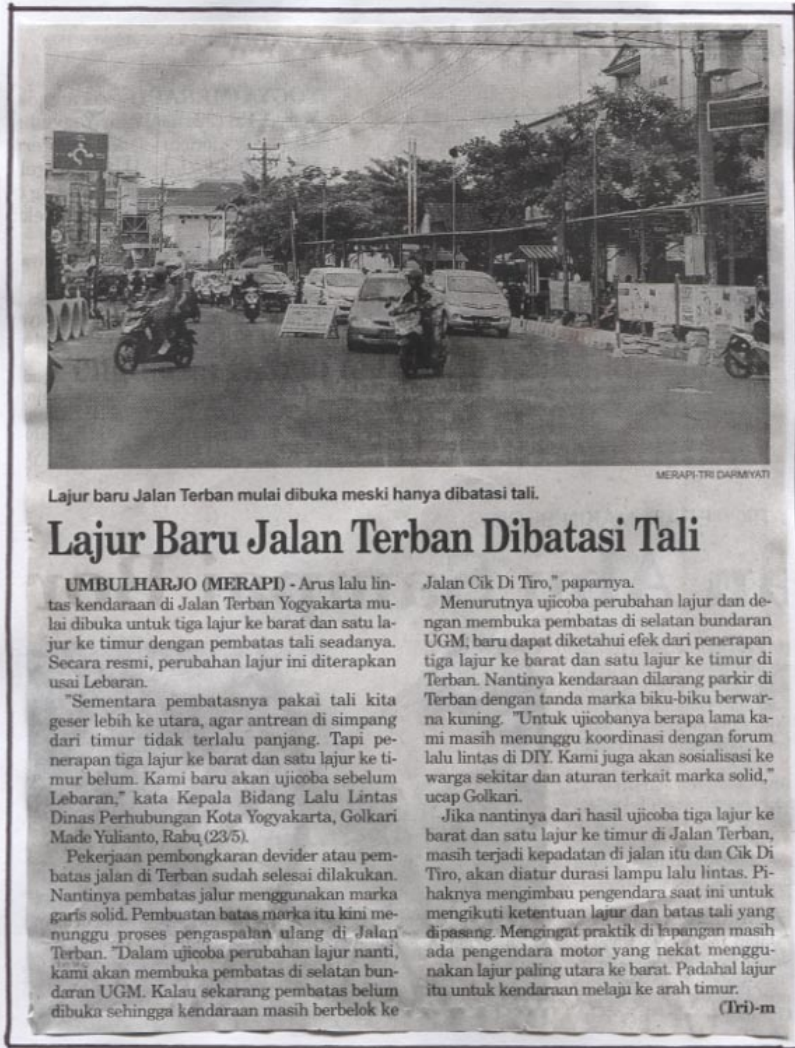 MERAPI-TRI DARMIYATI
Lajur baru Jalan Terban mulai dibuka meski hanya dibatasi tali.
Lajur Baru Jalan Terban Dibatasi Tali
UMBULHARJO (MERAPI) - Arus lalu lin-
tas kendaraan di Jalan Terban Yogyakarta mu-
lai dibuka untuk tiga lajur ke barat dan satu la-
jur ke timur dengan pembatas tali seadanya.
Secara resmi, perubahan lajur ini diterapkan
usai Lebaran.
"Sementara pembatasnya pakai tali kita
geser lebih ke utara, agar antrean di simpang
dari timur tidak terlalu panjang. Tapi pe-
nerapan tiga lajur ke barat dan satu lajur ke ti-
mur belum. Kami baru akan ujicoba sebelum
Lebaran," kata Kepala Bidang Lalu Lintas
Dinas Perhubungan Kota Yogyakarta, Golkari
Made Yulianto, Rabu (23/5).
Pekerjaan pembongkaran devider atau pem-
batas jalan di Terban sudah selesai dilakukan.
Nantinya pembatas jalur menggunakan marka
garis solid. Pembuatan batas marka itu kini me-
nunggu proses pengaspalan ulang di Jalan
Terban. "Dalam ujicoba perubahan lajur nanti,
kami akan membuka pembatas di selatan bun-
daran UGM. Kalau sekarang pembatas belum
dibuka sehingga kendaraan masih berbelok ke
Jalan Cik Di Tiro," paparnya.
Menurutnya ujicoba perubahan lajur dan de-
ngan membuka pembatas di selatan bundaran
UGM, baru dapat diketahui efek dari penerapan
tiga lajur ke barat dan satu lajur ke timur di
Terban. Nantinya kendaraan dilarang parkir di
Terban dengan tanda marka biku-biku berwar-
na kuning. "Untuk ujicobanya berapa lama ka-
mi masih menunggu koordinasi dengan forum
lalu lintas di DIY. Kami juga akan sosialisasi ke
warga sekitar dan aturan terkait marka solid,"
ucap Golkari.
Jika nantinya dari hasil ujicoba tiga lajur ke
barat dan satu lajur ke timur di Jalan Terban,
masih terjadi kepadatan di jalan itu dan Cik Di
Tiro, akan diatur durasi lampu lalu lintas. Pi-
haknya mengimbau pengendara saat ini untuk
mengikuti ketentuan lajur dan batas tali yang
dipasang. Mengingat praktik di lapangan masih
ada pengendara motor yang nekat menggu-
nakan lajur paling utara ke barat. Padahal lajur
itu untuk kendaraan melaju ke arah timur.
(Tri)-m